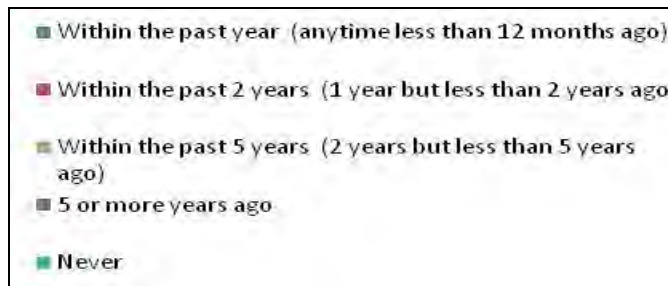 Within the past year (anytime less than 12 months ago)
Within the past 2 years (1 year but less than 2 years ago
Within the past 5 years (2 years but less than 5 years
ago)
5 or more years ago
Never